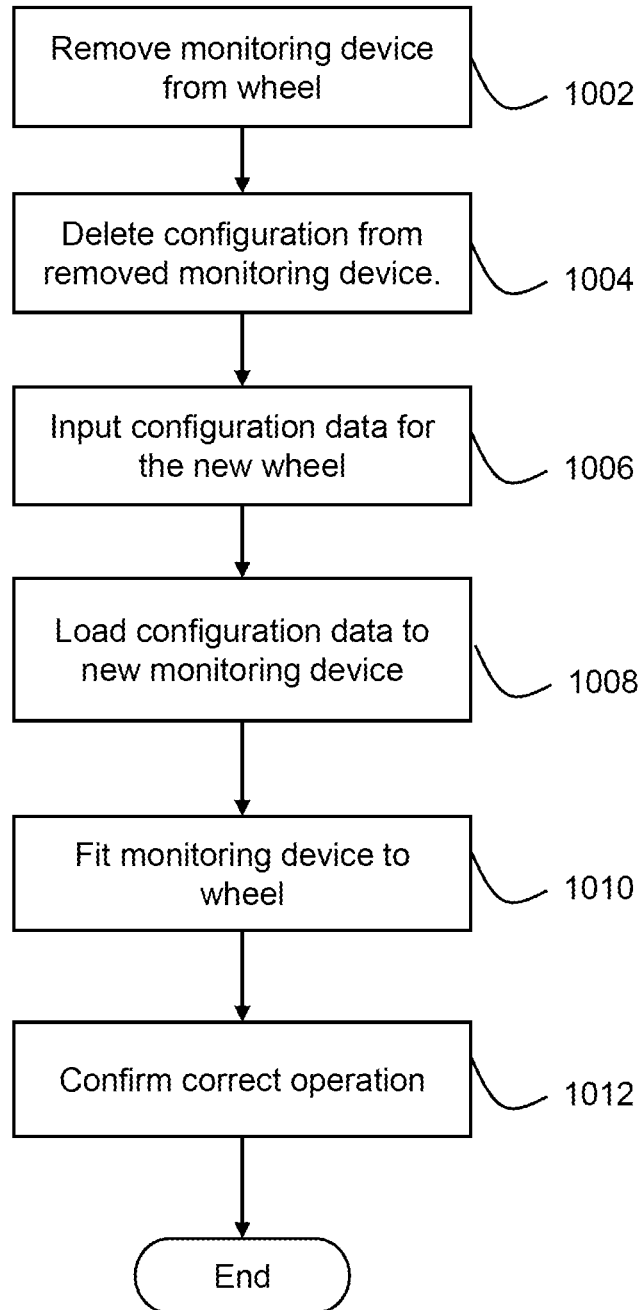 Remove monitoring device
from wheel
1002
Delete configuration from
removed monitoring device.
1004
Input configuration data for
the new wheel
1006
Load configuration data to
new monitoring device
1008
Fit monitoring device to
wheel
1010
Confirm correct operation
1012
End